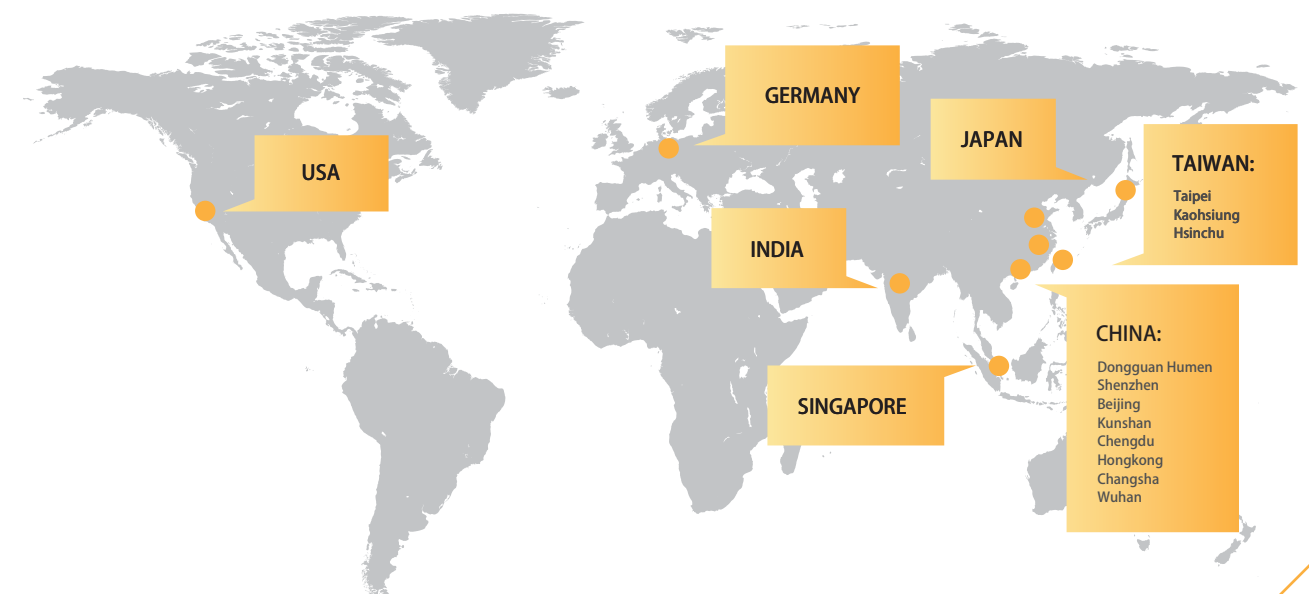 GERMANY
JAPAN
USA
TAIWAN:
Taipei
Kaohsiung
Hsinchu
INDIA
CHINA:
Dongguan Humen
Shenzhen
Beijing
Kunshan
Chengdu
Hongkong
Changsha
Wuhan
SINGAPORE